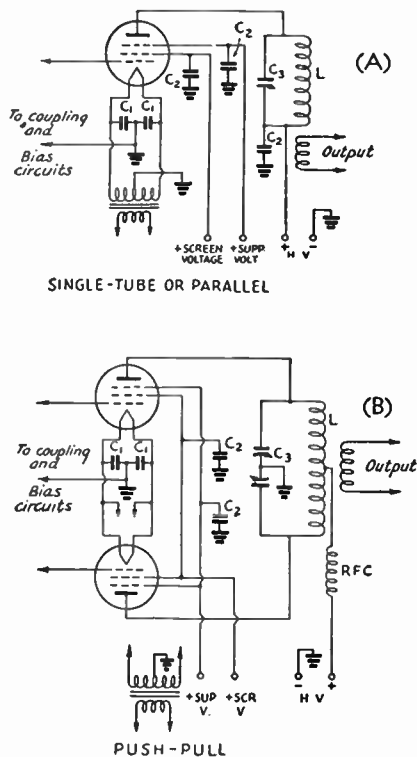 C2
(A)
C2
C3
L
C1 C1
C2
To coupling
and
Bias
circuits
Output
+SCREEN
VOLTAGE
+SUPP.
VOLT
+ H V -
SINGLE-TUBE OR PARALLEL
(B)
L
C1 C1
C2
C3
To coupling
and
Bias
circuits
Output
C2
RFC
+SUP
V.
+SCR
V
- H V +
PUSH-PULL